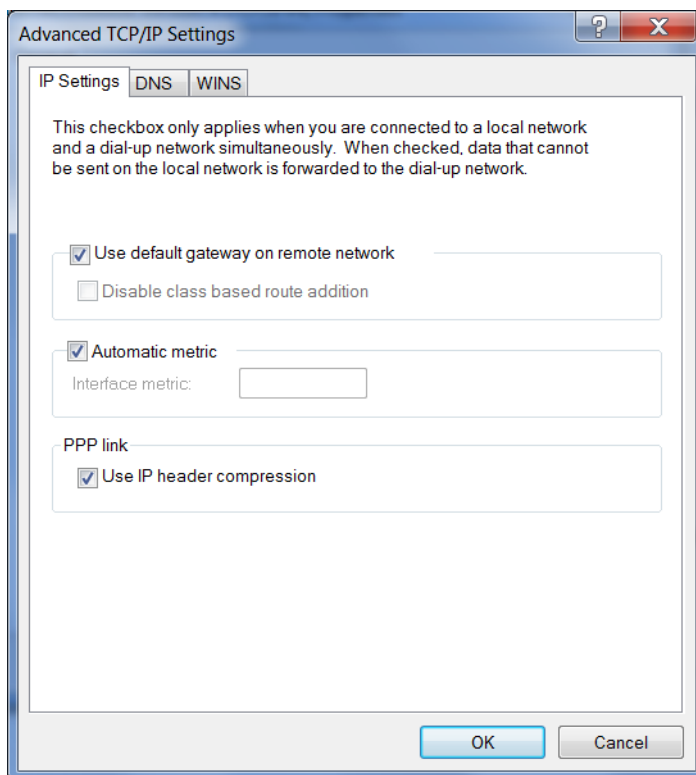 Advanced TCP/IP Settings
IP Settings DNS WINS
This checkbox only applies when you are connected to a local network
and a dial-up network simultaneously. When checked, data that cannot
be sent on the local network is forwarded to the dial-up network.
Use default gateway on remote network
Disable class based route addition
Automatic metric
Interface metric:
PPP link
Use IP header compression
OK Cancel